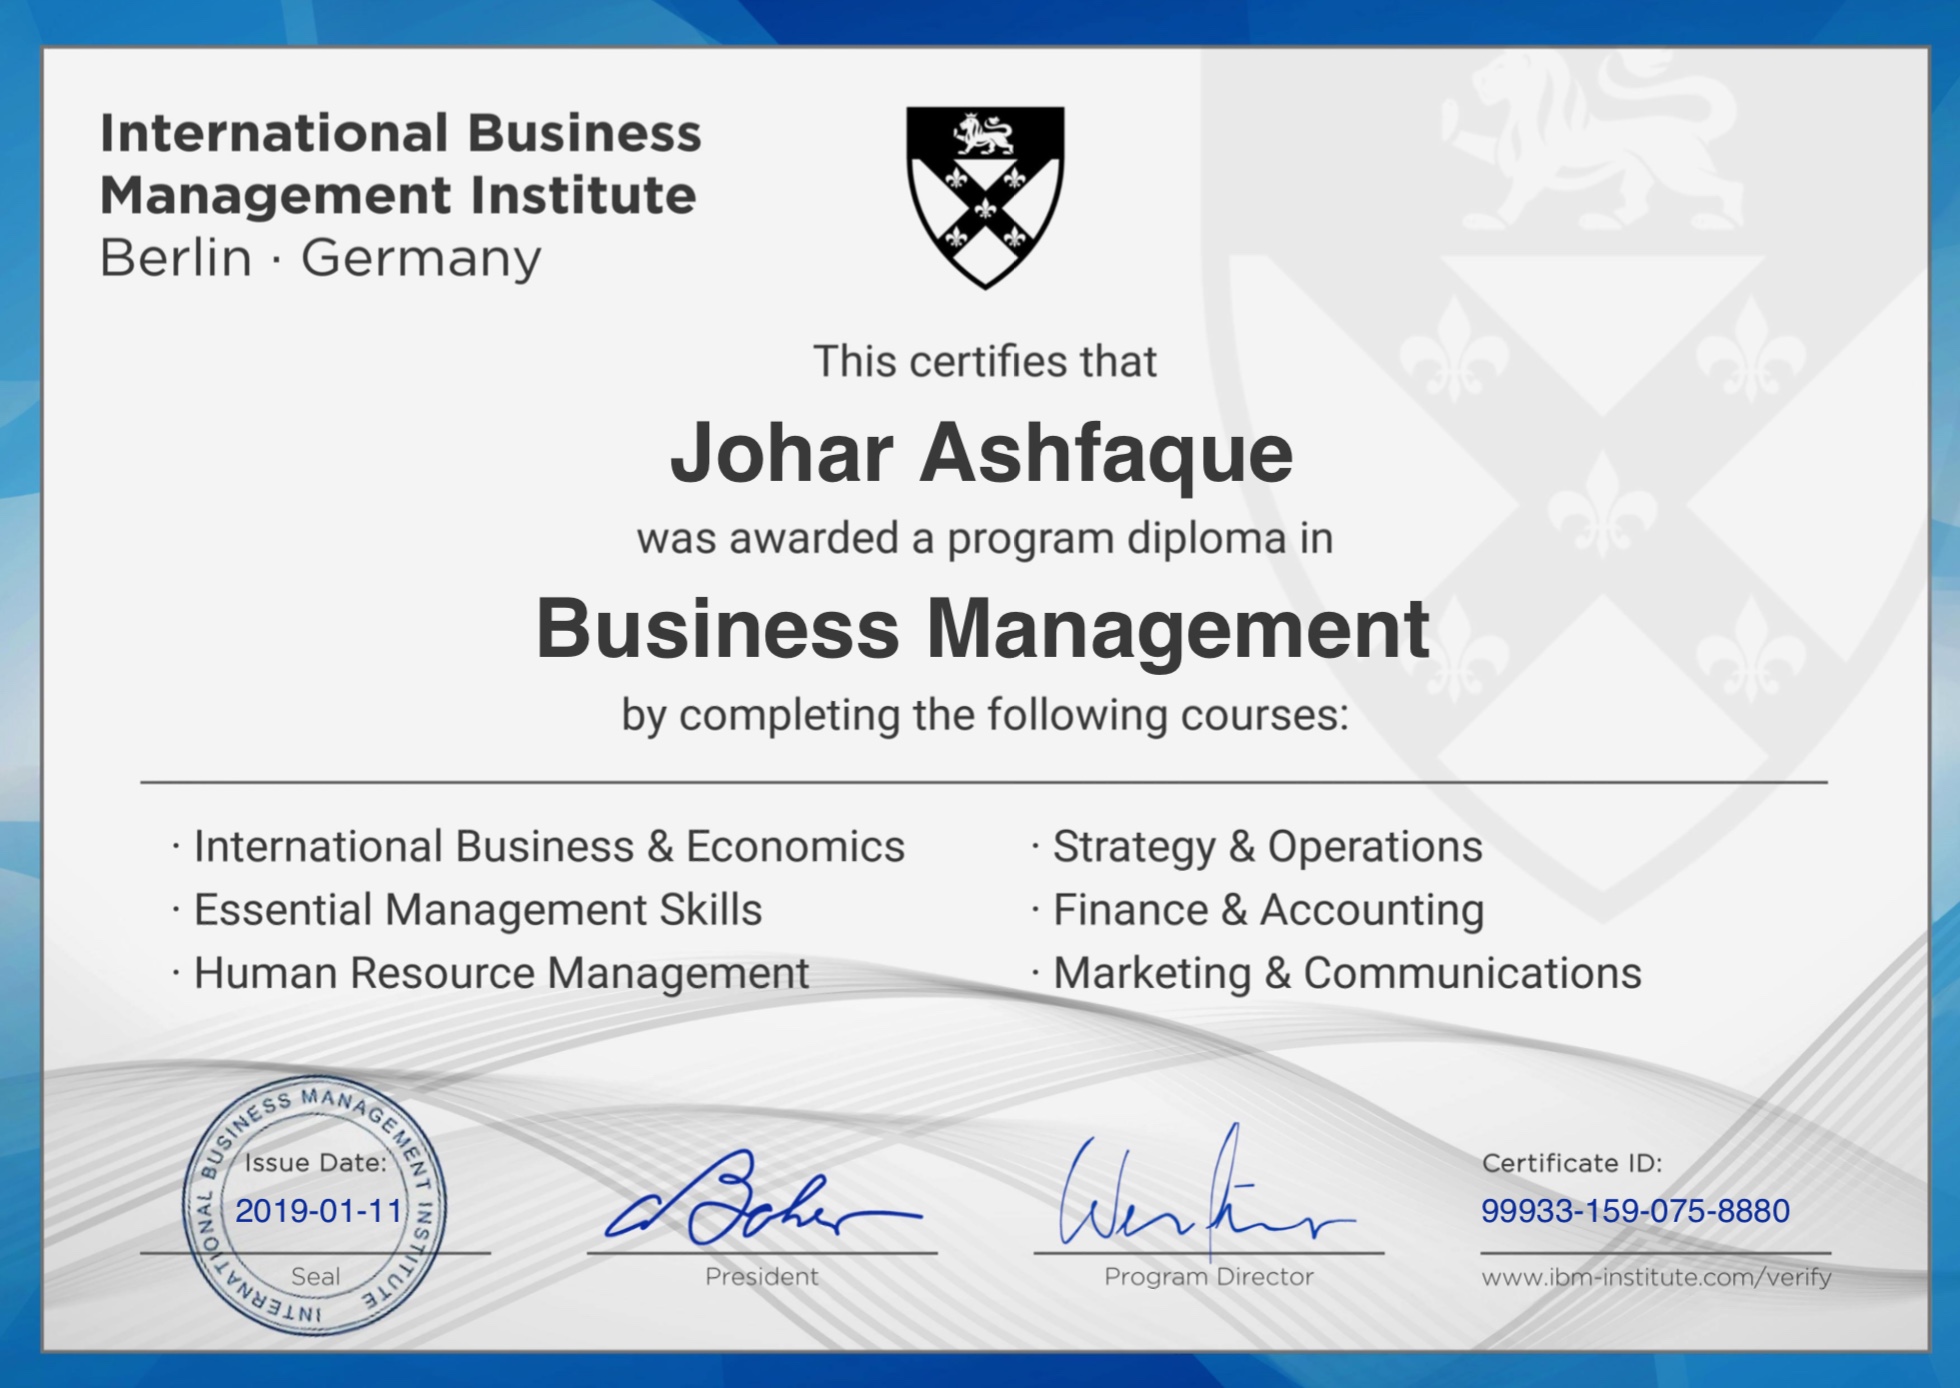 International Business
Management Institute
Berlin · Germany
This certifies that
Johar Ashfaque
was awarded a program diploma in
Business Management
by completing the following courses:
· International Business & Economics
· Essential Management Skills
· Human Resource Management
· Strategy & Operations
· Finance & Accounting
· Marketing & Communications
INTERNATIONAL BUSINESS MANAGEMENT INSTITUTE
Issue Date:
2019-01-11
Seal
President
Program Director
Certificate ID:
99933-159-075-8880
www.ibm-institute.com/verify